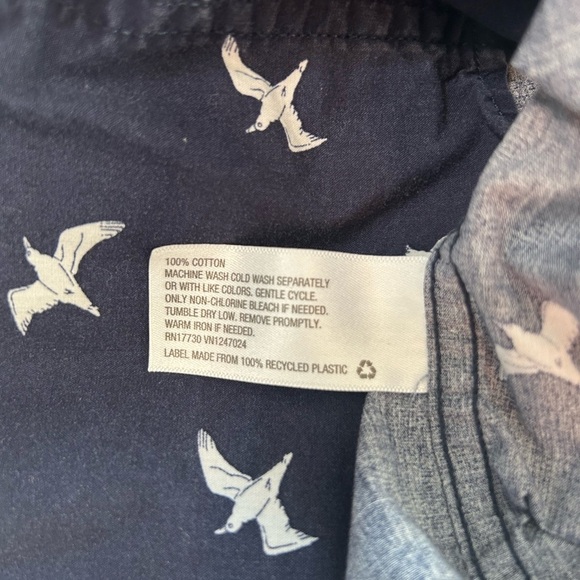 100% COTTON
MACHINE WASH COLD WASH SEPARATELY
OR WITH LIKE COLORS. GENTLE CYCLE.
ONLY NON-CHLORINE BLEACH IF NEEDED.
TUMBLE DRY LOW. REMOVE PROMPTLY.
WARM IRON IF NEEDED.
RN17730 VN1247024
LABEL MADE FROM 100% RECYCLED PLASTIC